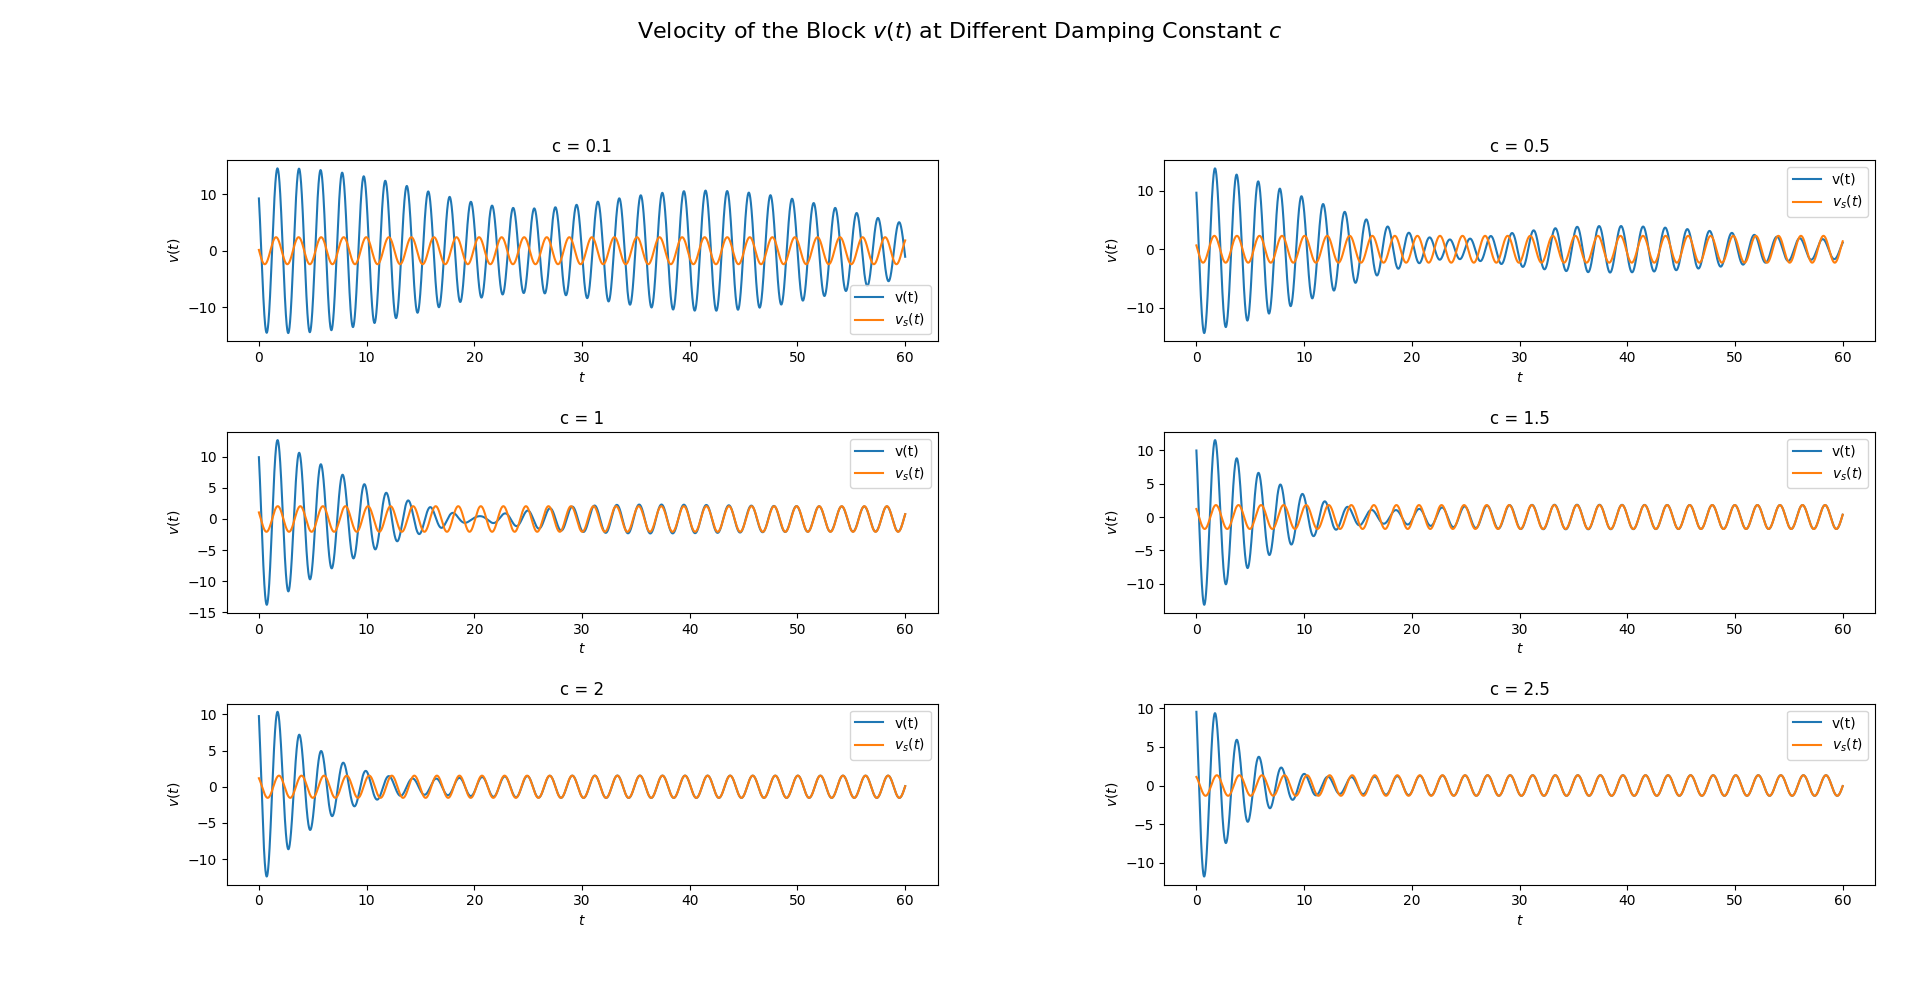 Velocity of the Block v(t) at Different Damping Constant c
c = 0.1
10
0
−10
v(t)
v(t)
v_s(t)
0 10 20 30 40 50 60
t
c = 0.5
10
0
−10
v(t)
v(t)
v_s(t)
0 10 20 30 40 50 60
t
c = 1
10
5
0
−5
−10
−15
v(t)
v(t)
v_s(t)
0 10 20 30 40 50 60
t
c = 1.5
10
5
0
−5
−10
v(t)
v(t)
v_s(t)
0 10 20 30 40 50 60
t
c = 2
10
5
0
−5
−10
v(t)
v(t)
v_s(t)
0 10 20 30 40 50 60
t
c = 2.5
10
5
0
−5
−10
v(t)
v(t)
v_s(t)
0 10 20 30 40 50 60
t